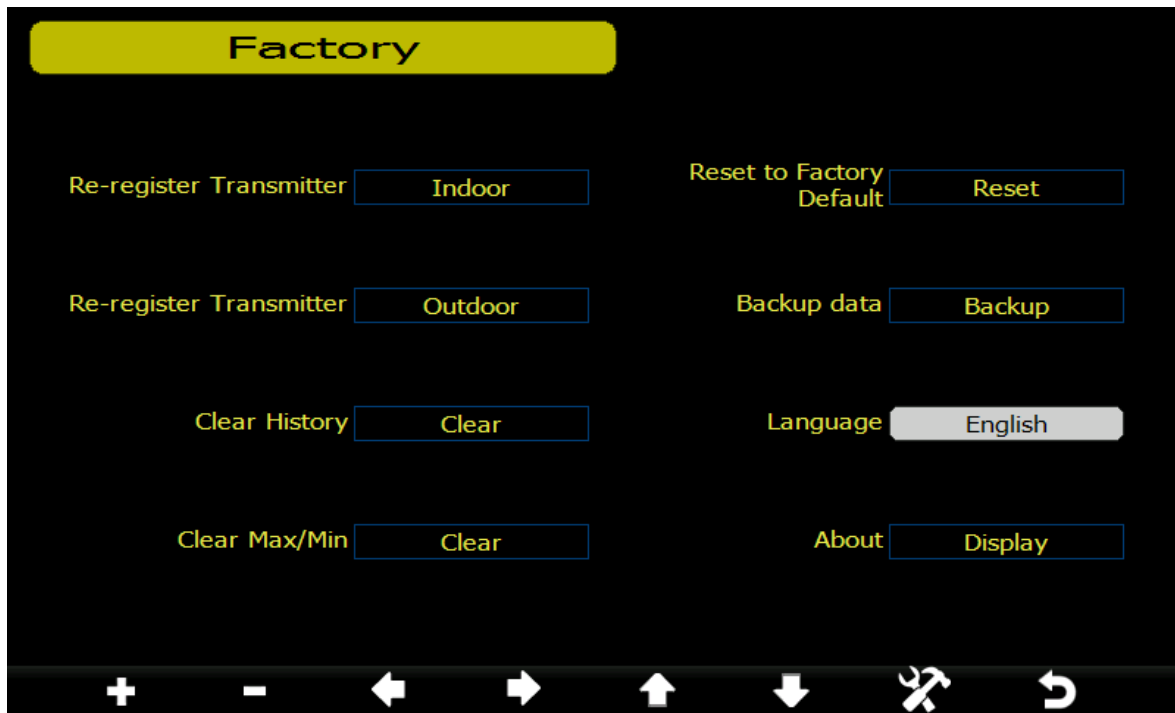 Factory
Re-register Transmitter Indoor
Re-register Transmitter Outdoor
Clear History Clear
Clear Max/Min Clear
Reset to Factory
Default Reset
Backup data Backup
Language English
About Display